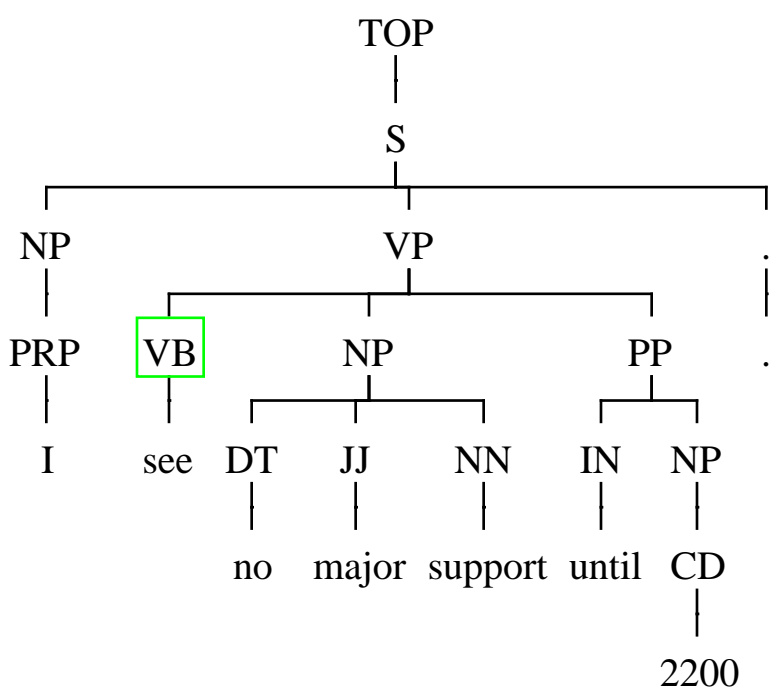 TOP
S
NP VP .
PRP VB NP PP .
I see DT JJ NN IN NP
no major support until CD
2200